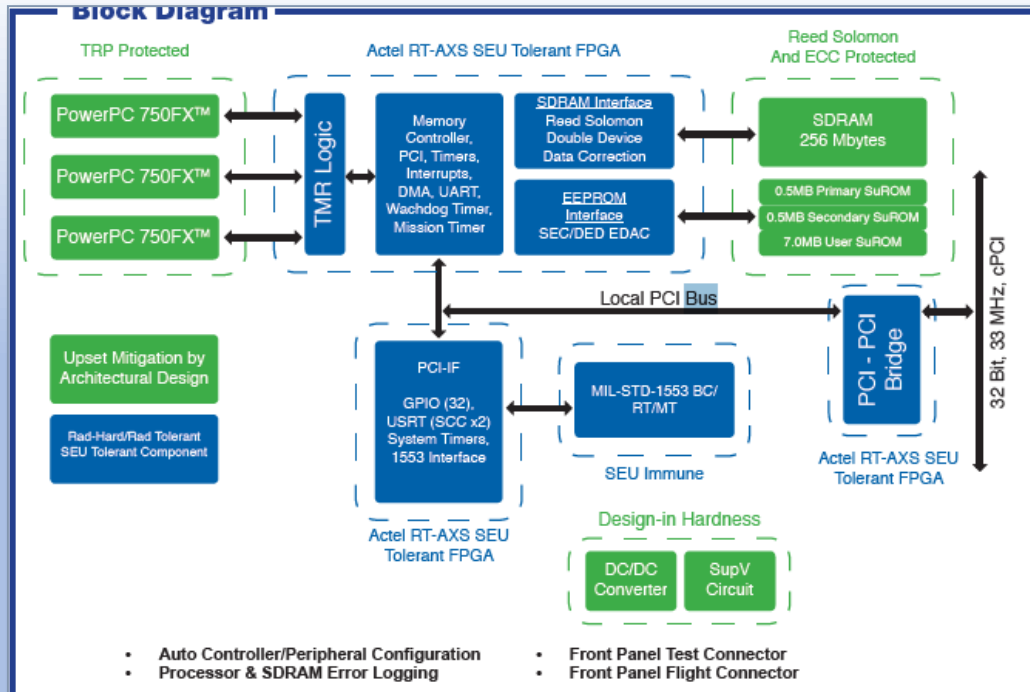 Block Diagram
TRP Protected
Actel RT-AXS SEU Tolerant FPGA
Reed Solomon
And ECC Protected
PowerPC 750FX™
PowerPC 750FX™
PowerPC 750FX™
TMR Logic
Memory
Controller,
PCI, Timers,
Interrupts,
DMA, UART,
Wachdog Timer,
Mission Timer
SDRAM Interface
Reed Solomon
Double Device
Data Correction
EEPROM
Interface
SEC/DED EDAC
SDRAM
256 Mbytes
0.5MB Primary SuROM
0.5MB Secondary SuROM
7.0MB User SuROM
Local PCI Bus
32 Bit, 33 MHz, cPCI
Upset Mitigation by
Architectural Design
Rad-Hard/Rad Tolerant
SEU Tolerant Component
PCI-IF
GPIO (32),
USRT (SCC x2)
System Timers,
1553 Interface
Actel RT-AXS SEU
Tolerant FPGA
MIL-STD-1553 BC/
RT/MT
SEU Immune
PCI - PCI
Bridge
Actel RT-AXS SEU
Tolerant FPGA
Design-in Hardness
DC/DC
Converter
SupV
Circuit
• Auto Controller/Peripheral Configuration
• Processor & SDRAM Error Logging
• Front Panel Test Connector
• Front Panel Flight Connector